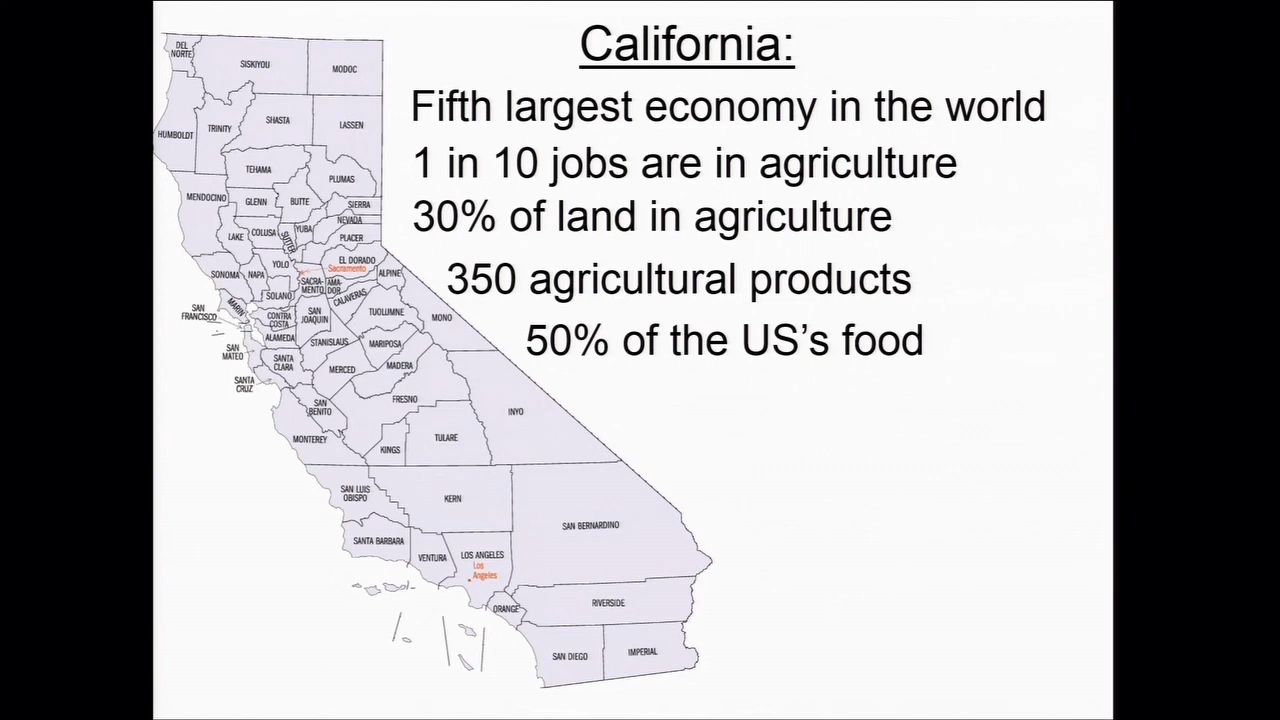 California:
Fifth largest economy in the world
1 in 10 jobs are in agriculture
30% of land in agriculture
350 agricultural products
50% of the US's food
DEL
NORTE
SISKIYOU
MODOC
HUMBOLDT
TRINITY
SHASTA
LASSEN
TEHAMA
PLUMAS
MENDOCINO
GLENN
BUTTE
SIERRA
NEVADA
LAKE
COLUSA
SUTTER
YUBA
PLACER
SONOMA
NAPA
YOLO
EL DORADO
Sacramento
ALPINE
MARIN
SOLANO
SACRA-
MENTO
AMA-
DOR
CALAVERAS
SAN
FRANCISCO
CONTRA
COSTA
SAN
JOAQUIN
TUOLUMNE
MONO
ALAMEDA
STANISLAUS
MARIPOSA
SAN
MATEO
SANTA
CLARA
MERCED
MADERA
SANTA
CRUZ
SAN
BENITO
FRESNO
INYO
MONTEREY
KINGS
TULARE
SAN LUIS
OBISPO
KERN
SAN BERNARDINO
SANTA BARBARA
VENTURA
LOS ANGELES
Los
Angeles
ORANGE
RIVERSIDE
SAN DIEGO
IMPERIAL